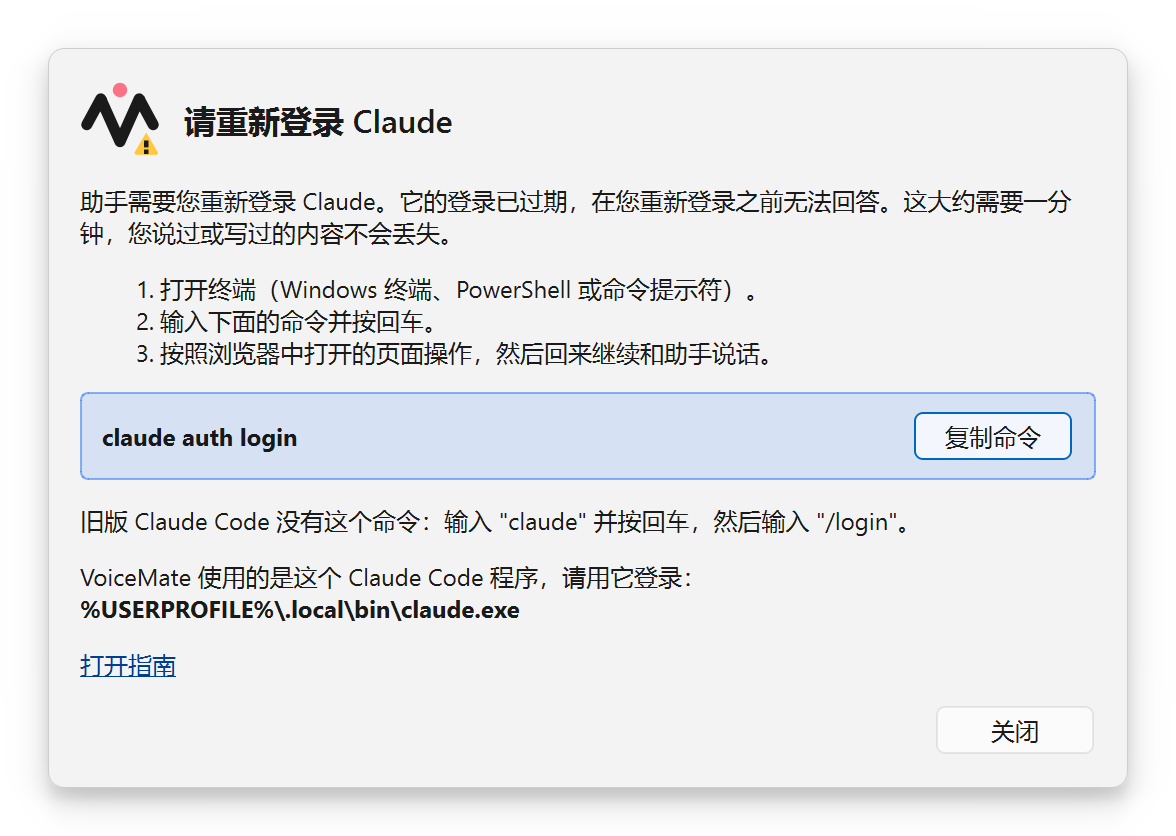 请重新登录 Claude
助手需要您重新登录 Claude。它的登录已过期，在您重新登录之前无法回答。这大约需要一分
钟，您说过或写过的内容不会丢失。
1. 打开终端（Windows 终端、PowerShell 或命令提示符）。
2. 输入下面的命令并按回车。
3. 按照浏览器中打开的页面操作，然后回来继续和助手说话。
claude auth login
复制命令
旧版 Claude Code 没有这个命令：输入 "claude" 并按回车，然后输入 "/login"。
VoiceMate 使用的是这个 Claude Code 程序，请用它登录：
%USERPROFILE%\.local\bin\claude.exe
打开指南
关闭